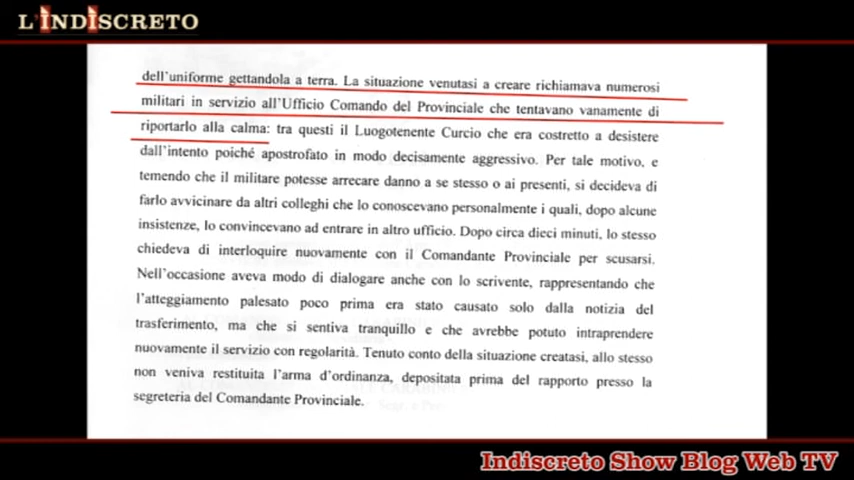 L'INDISCRETO
dell'uniforme gettandola a terra. La situazione venutasi a creare richiamava numerosi
militari in servizio all'Ufficio Comando del Provinciale che tentavano vanamente di
riportarlo alla calma: tra questi il Luogotenente Curcio che era costretto a desistere
dall'intento poiché apostrofato in modo decisamente aggressivo. Per tale motivo, e
temendo che il militare potesse arrecare danno a se stesso o ai presenti, si decideva di
farlo avvicinare da altri colleghi che lo conoscevano personalmente i quali, dopo alcune
insistenze, lo convincevano ad entrare in altro ufficio. Dopo circa dieci minuti, lo stesso
chiedeva di interloquire nuovamente con il Comandante Provinciale per scusarsi.
Nell'occasione aveva modo di dialogare anche con lo scrivente, rappresentando che
l'atteggiamento palesato poco prima era stato causato solo dalla notizia del
trasferimento, ma che si sentiva tranquillo e che avrebbe potuto intraprendere
nuovamente il servizio con regolarità. Tenuto conto della situazione creatasi, allo stesso
non veniva restituita l'arma d'ordinanza, depositata prima del rapporto presso la
segreteria del Comandante Provinciale.
Indiscreto Show Blog Web TV